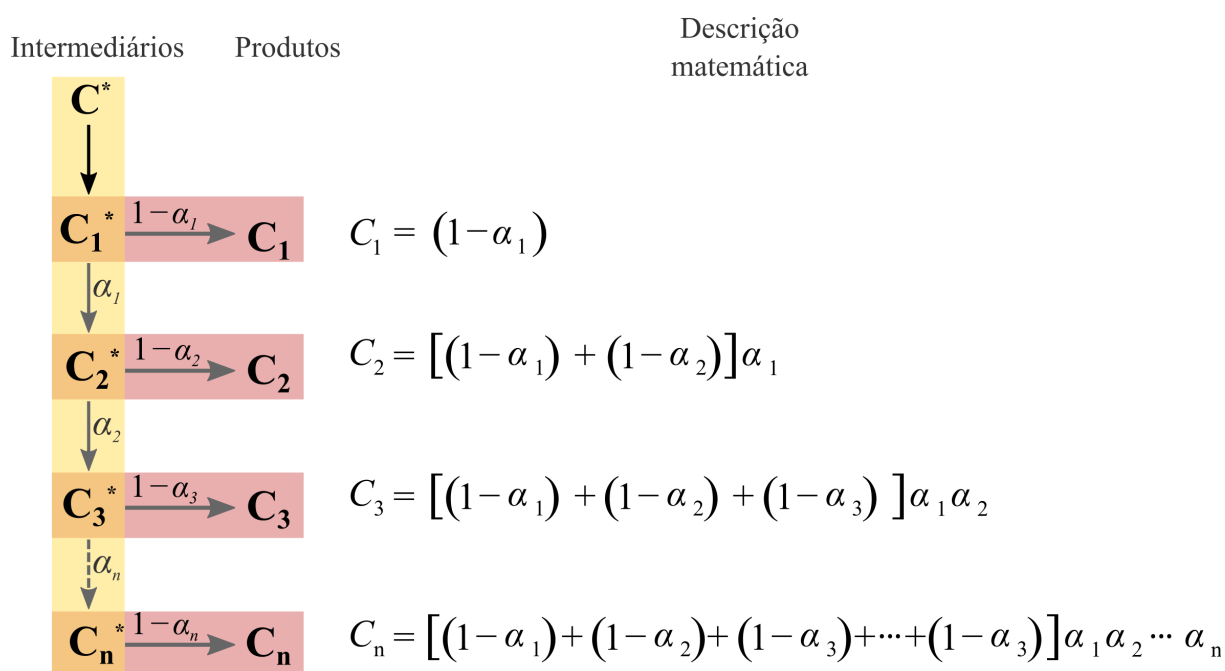 Intermediários Produtos Descrição
matemática
C*
C₁* 1−α₁ C₁ C₁ = (1−α₁)
α₁
C₂* 1−α₂ C₂ C₂ = [(1−α₁) + (1−α₂)]α₁
α₂
C₃* 1−α₃ C₃ C₃ = [(1−α₁) + (1−α₂) + (1−α₃) ]α₁α₂
αₙ
Cₙ* 1−αₙ Cₙ Cₙ = [(1−α₁)+(1−α₂)+(1−α₃)+⋯+(1−α₃)]α₁α₂⋯ αₙ